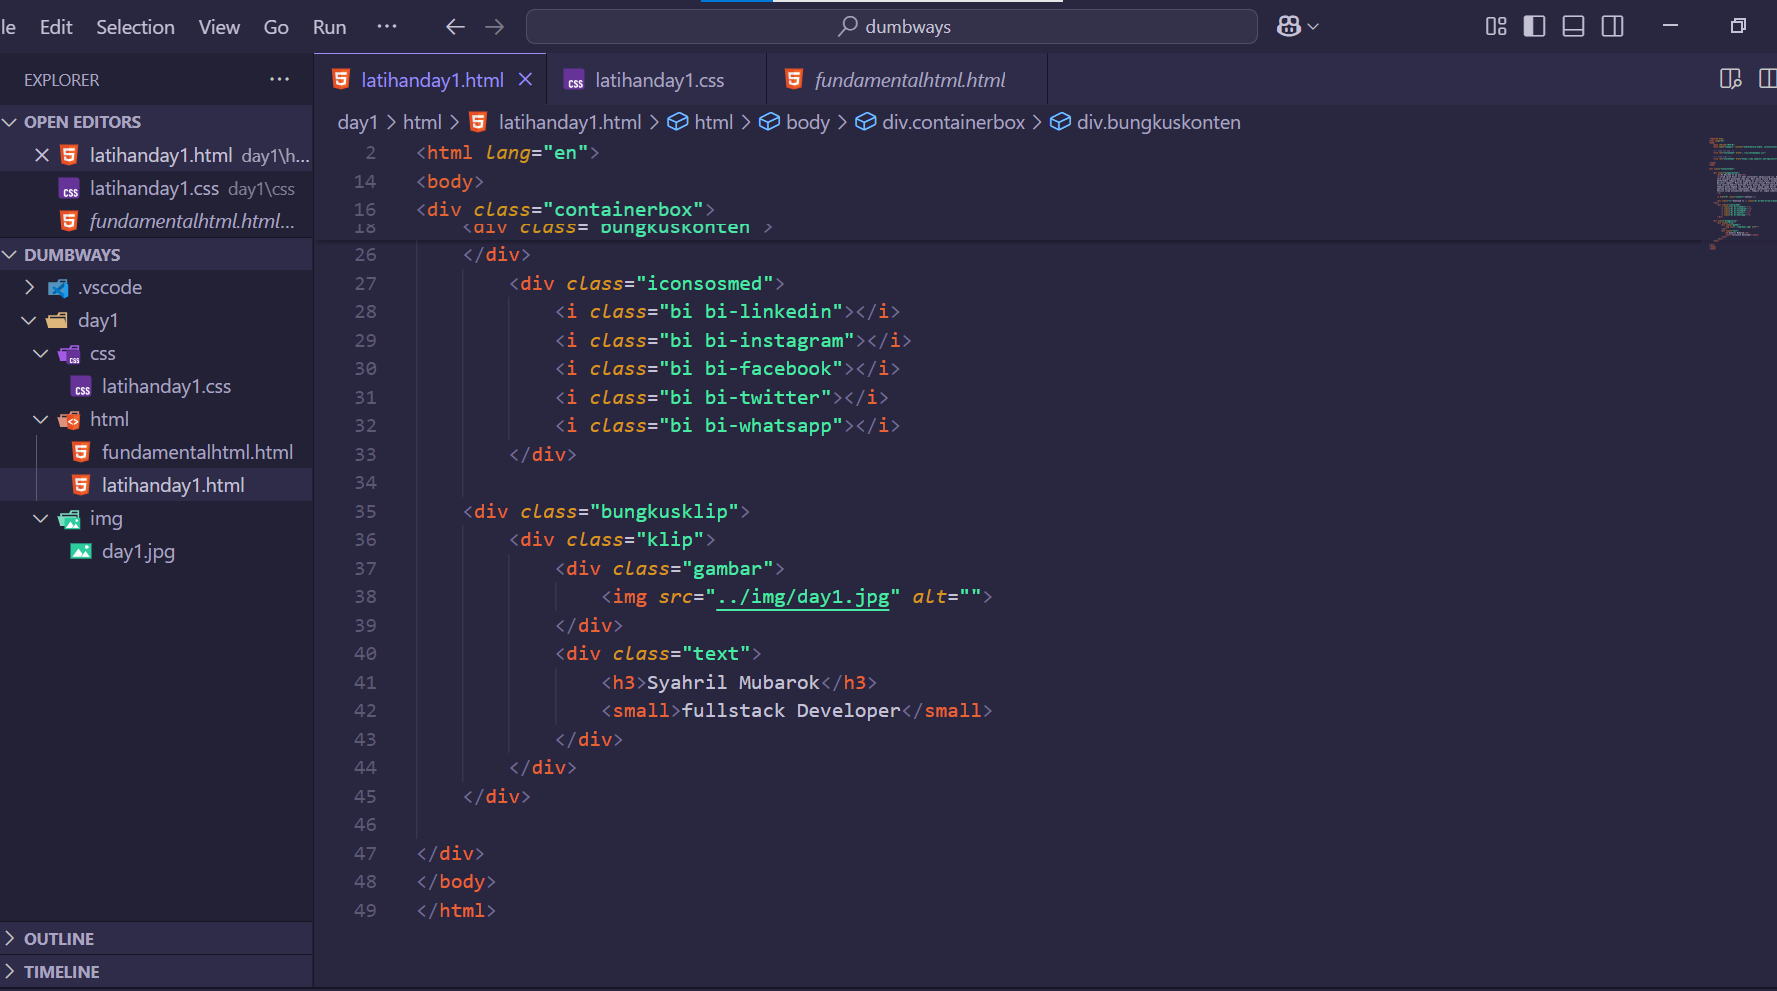 le Edit Selection View Go Run ··· dumbways
EXPLORER ···
latihanday1.html latihanday1.css fundamentalhtml.html
OPEN EDITORS
latihanday1.html day1\h...
latihanday1.css day1\css
fundamentalhtml.html...
DUMBWAYS
.vscode
day1
css
latihanday1.css
html
fundamentalhtml.html
latihanday1.html
img
day1.jpg
OUTLINE
TIMELINE
day1 > html > latihanday1.html > html > body > div.containerbox > div.bungkuskonten
2 <html lang="en">
14 <body>
16 <div class="containerbox">
18 <div class="bungkuskonten">
26 </div>
27 <div class="iconsosmed">
28 <i class="bi bi-linkedin"></i>
29 <i class="bi bi-instagram"></i>
30 <i class="bi bi-facebook"></i>
31 <i class="bi bi-twitter"></i>
32 <i class="bi bi-whatsapp"></i>
33 </div>
34
35 <div class="bungkusklip">
36 <div class="klip">
37 <div class="gambar">
38 <img src="../img/day1.jpg" alt="">
39 </div>
40 <div class="text">
41 <h3>Syahril Mubarok</h3>
42 <small>fullstack Developer</small>
43 </div>
44 </div>
45 </div>
46
47 </div>
48 </body>
49 </html>